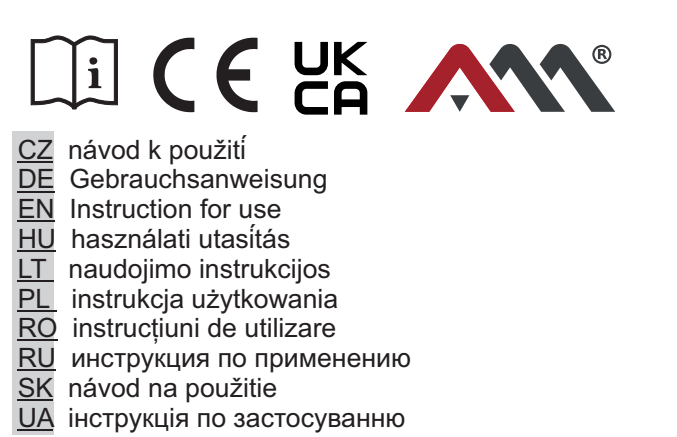 i CE UK CA AM ®
CZ návod k použití
DE Gebrauchsanweisung
EN Instruction for use
HU használati utasítás
LT naudojimo instrukcijos
PL instrukcja użytkowania
RO instrucțiuni de utilizare
RU инструкция по применению
SK návod na použitie
UA інструкція по застосуванню